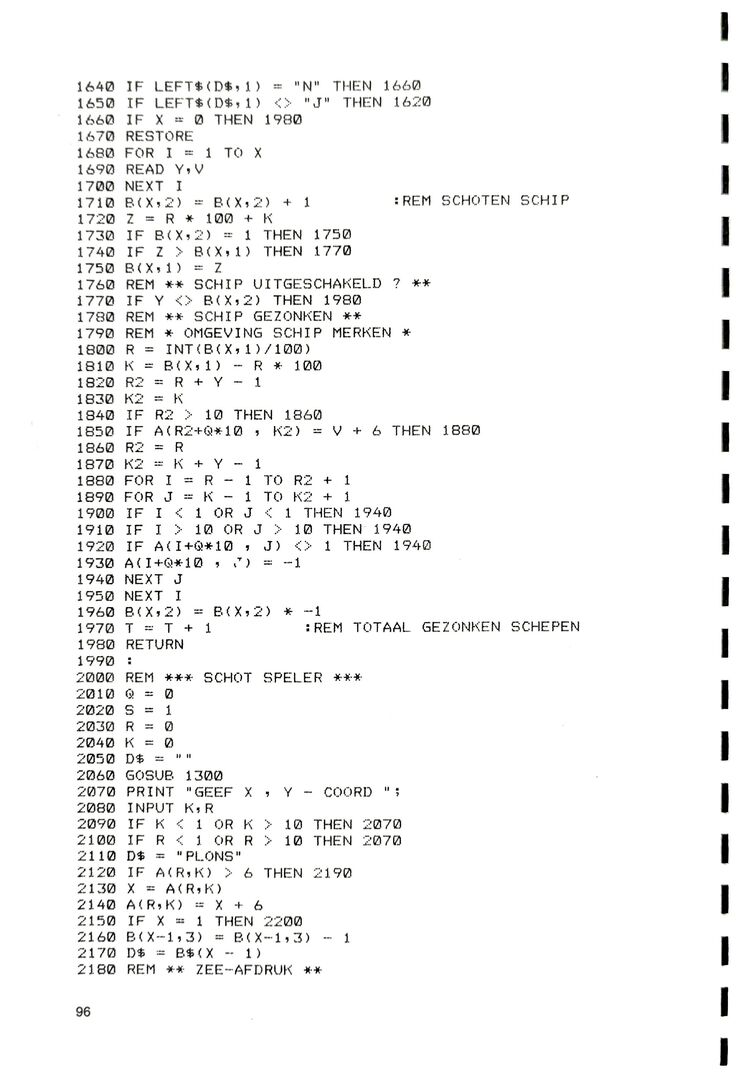 1640 IF LEFT$(D$,1) = "N" THEN 1660
1650 IF LEFT$(D$,1) <> "J" THEN 1620
1660 IF X = 0 THEN 1980
1670 RESTORE
1680 FOR I = 1 TO X
1690 READ Y,V
1700 NEXT I
1710 B(X,2) = B(X,2) + 1 :REM SCHOTEN SCHIP
1720 Z = R * 100 + K
1730 IF B(X,2) = 1 THEN 1750
1740 IF Z > B(X,1) THEN 1770
1750 B(X,1) = Z
1760 REM ** SCHIP UITGESCHAKELD ? **
1770 IF Y <> B(X,2) THEN 1980
1780 REM ** SCHIP GEZONKEN **
1790 REM * OMGEVING SCHIP MERKEN *
1800 R = INT(B(X,1)/100)
1810 K = B(X,1) - R * 100
1820 R2 = R + Y - 1
1830 K2 = K
1840 IF R2 > 10 THEN 1860
1850 IF A(R2+Q*10 , K2) = V + 6 THEN 1880
1860 R2 = R
1870 K2 = K + Y - 1
1880 FOR I = R - 1 TO R2 + 1
1890 FOR J = K - 1 TO K2 + 1
1900 IF I < 1 OR J < 1 THEN 1940
1910 IF I > 10 OR J > 10 THEN 1940
1920 IF A(I+Q*10 , J) <> 1 THEN 1940
1930 A(I+Q*10 , J) = -1
1940 NEXT J
1950 NEXT I
1960 B(X,2) = B(X,2) * -1
1970 T = T + 1 :REM TOTAAL GEZONKEN SCHEPEN
1980 RETURN
1990 :
2000 REM *** SCHOT SPELER ***
2010 Q = 0
2020 S = 1
2030 R = 0
2040 K = 0
2050 D$ = ""
2060 GOSUB 1300
2070 PRINT "GEEF X , Y - COORD ";
2080 INPUT K,R
2090 IF K < 1 OR K > 10 THEN 2070
2100 IF R < 1 OR R > 10 THEN 2070
2110 D$ = "PLONS"
2120 IF A(R,K) > 6 THEN 2190
2130 X = A(R,K)
2140 A(R,K) = X + 6
2150 IF X = 1 THEN 2200
2160 B(X-1,3) = B(X-1,3) - 1
2170 D$ = B$(X - 1)
2180 REM ** ZEE-AFDRUK **
96